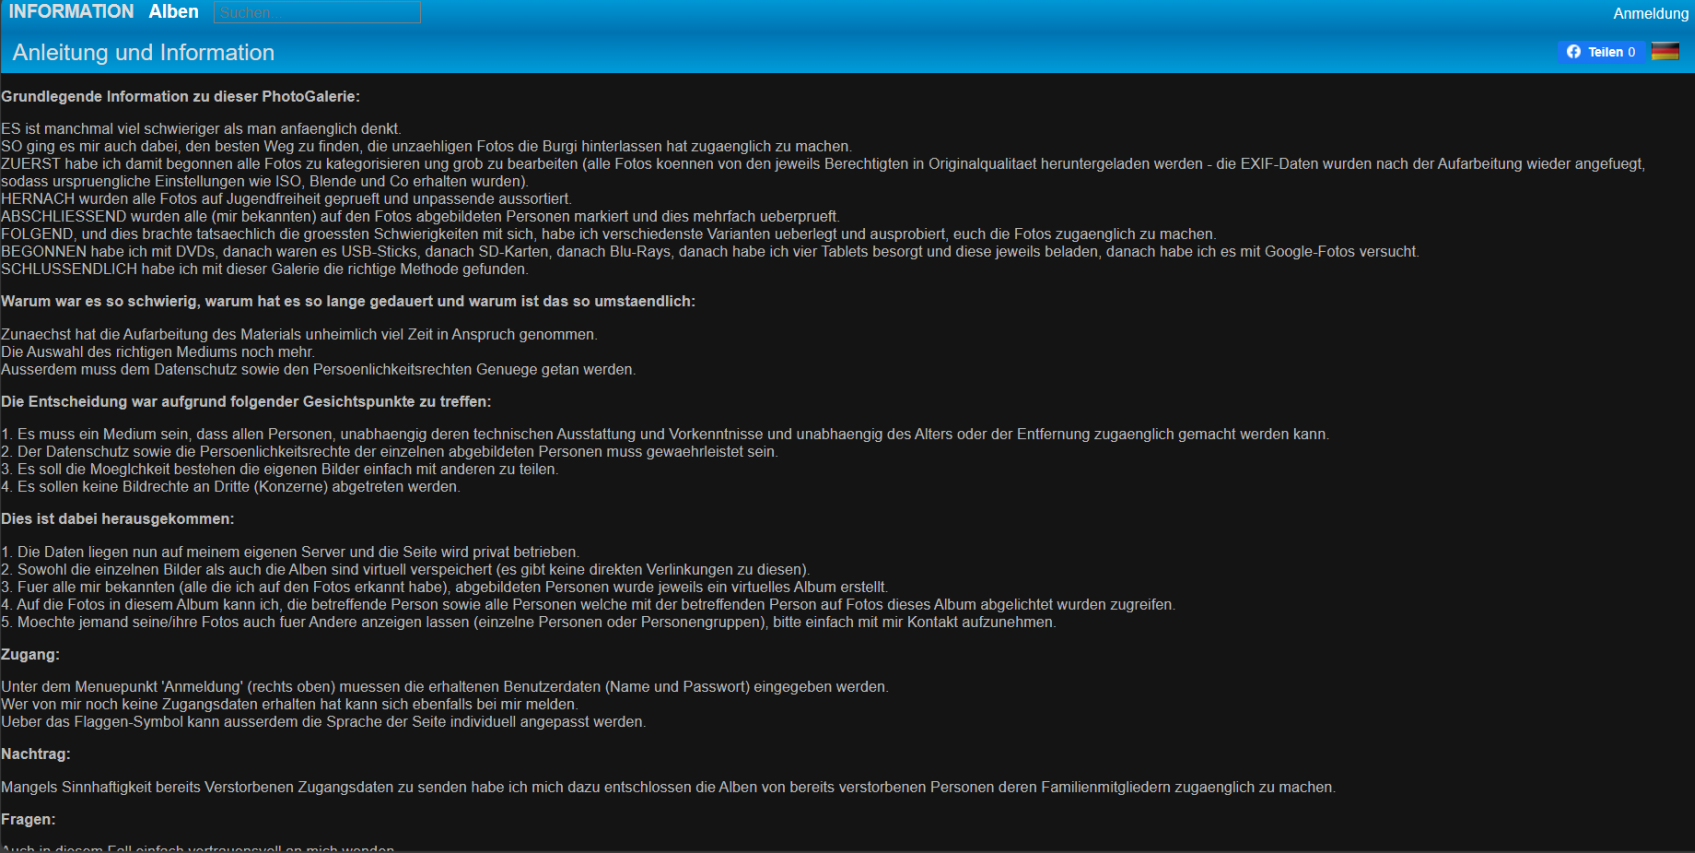 INFORMATION Alben Suchen...
Anmeldung
Anleitung und Information
Teilen 0
Grundlegende Information zu dieser PhotoGalerie:
ES ist manchmal viel schwieriger als man anfaenglich denkt.
SO ging es mir auch dabei, den besten Weg zu finden, die unzaehligen Fotos die Burgi hinterlassen hat zugaenglich zu machen.
ZUERST habe ich damit begonnen alle Fotos zu kategorisieren ung grob zu bearbeiten (alle Fotos koennen von den jeweils Berechtigten in Originalqualitaet heruntergeladen werden - die EXIF-Daten wurden nach der Aufarbeitung wieder angefuegt,
sodass urspruengliche Einstellungen wie ISO, Blende und Co erhalten wurden).
HERNACH wurden alle Fotos auf Jugendfreiheit geprueft und unpassende aussortiert.
ABSCHLIESSEND wurden alle (mir bekannten) auf den Fotos abgebildeten Personen markiert und dies mehrfach ueberprueft.
FOLGEND, und dies brachte tatsaechlich die groessten Schwierigkeiten mit sich, habe ich verschiedenste Varianten ueberlegt und ausprobiert, euch die Fotos zugaenglich zu machen.
BEGONNEN habe ich mit DVDs, danach waren es USB-Sticks, danach SD-Karten, danach Blu-Rays, danach habe ich vier Tablets besorgt und diese jeweils beladen, danach habe ich es mit Google-Fotos versucht.
SCHLUSSENDLICH habe ich mit dieser Galerie die richtige Methode gefunden.
Warum war es so schwierig, warum hat es so lange gedauert und warum ist das so umstaendlich:
Zunaechst hat die Aufarbeitung des Materials unheimlich viel Zeit in Anspruch genommen.
Die Auswahl des richtigen Mediums noch mehr.
Ausserdem muss dem Datenschutz sowie den Persoenlichkeitsrechten Genuege getan werden.
Die Entscheidung war aufgrund folgender Gesichtspunkte zu treffen:
1. Es muss ein Medium sein, dass allen Personen, unabhaengig deren technischen Ausstattung und Vorkenntnisse und unabhaengig des Alters oder der Entfernung zugaenglich gemacht werden kann.
2. Der Datenschutz sowie die Persoenlichkeitsrechte der einzelnen abgebildeten Personen muss gewaehrleistet sein.
3. Es soll die Moeglchkeit bestehen die eigenen Bilder einfach mit anderen zu teilen.
4. Es sollen keine Bildrechte an Dritte (Konzerne) abgetreten werden.
Dies ist dabei herausgekommen:
1. Die Daten liegen nun auf meinem eigenen Server und die Seite wird privat betrieben.
2. Sowohl die einzelnen Bilder als auch die Alben sind virtuell verspeichert (es gibt keine direkten Verlinkungen zu diesen).
3. Fuer alle mir bekannten (alle die ich auf den Fotos erkannt habe), abgebildeten Personen wurde jeweils ein virtuelles Album erstellt.
4. Auf die Fotos in diesem Album kann ich, die betreffende Person sowie alle Personen welche mit der betreffenden Person auf Fotos dieses Album abgelichtet wurden zugreifen.
5. Moechte jemand seine/ihre Fotos auch fuer Andere anzeigen lassen (einzelne Personen oder Personengruppen), bitte einfach mit mir Kontakt aufzunehmen.
Zugang:
Unter dem Menuepunkt 'Anmeldung' (rechts oben) muessen die erhaltenen Benutzerdaten (Name und Passwort) eingegeben werden.
Wer von mir noch keine Zugangsdaten erhalten hat kann sich ebenfalls bei mir melden.
Ueber das Flaggen-Symbol kann ausserdem die Sprache der Seite individuell angepasst werden.
Nachtrag:
Mangels Sinnhaftigkeit bereits Verstorbenen Zugangsdaten zu senden habe ich mich dazu entschlossen die Alben von bereits verstorbenen Personen deren Familienmitgliedern zugaenglich zu machen.
Fragen:
Auch in diesem Fall einfach vertrauensvoll an mich wenden.